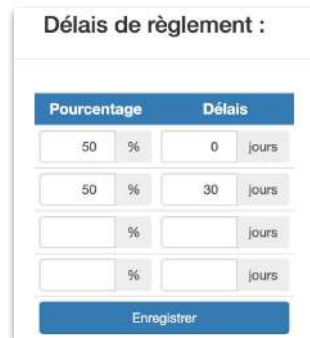 Délais de règlement :
Pourcentage Délais
50 % 0 jours
50 % 30 jours
% jours
% jours
Enregistrer